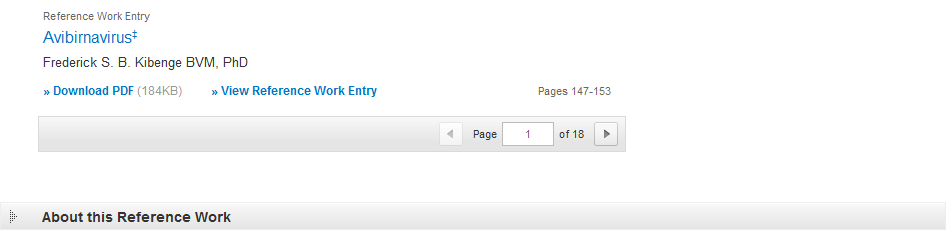 Reference Work Entry
Avibirnavirus‡
Frederick S. B. Kibenge BVM, PhD
» Download PDF (184KB) » View Reference Work Entry Pages 147-153
Page 1 of 18
About this Reference Work